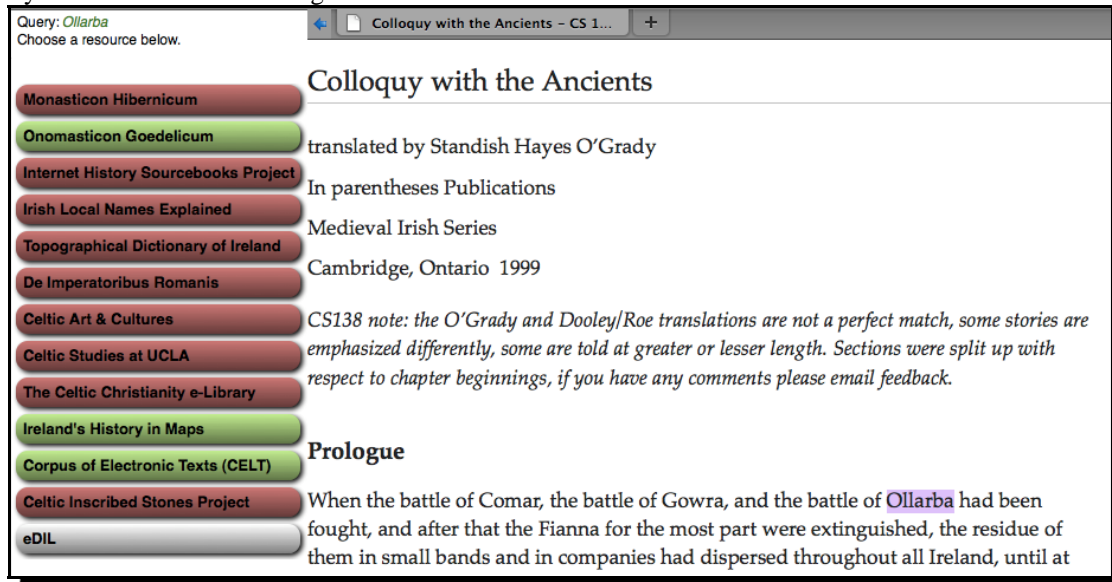 Query: Ollarba
Choose a resource below.
Monasticon Hibernicum
Onomasticon Goedelicum
Internet History Sourcebooks Project
Irish Local Names Explained
Topographical Dictionary of Ireland
De Imperatoribus Romanis
Celtic Art & Cultures
Celtic Studies at UCLA
The Celtic Christianity e-Library
Ireland's History in Maps
Corpus of Electronic Texts (CELT)
Celtic Inscribed Stones Project
eDIL
Colloquy with the Ancients – CS 1...
Colloquy with the Ancients
translated by Standish Hayes O’Grady
In parentheses Publications
Medieval Irish Series
Cambridge, Ontario 1999
CS138 note: the O’Grady and Dooley/Roe translations are not a perfect match, some stories are
emphasized differently, some are told at greater or lesser length. Sections were split up with
respect to chapter beginnings, if you have any comments please email feedback.
Prologue
When the battle of Comar, the battle of Gowra, and the battle of Ollarba had been
fought, and after that the Fianna for the most part were extinguished, the residue of
them in small bands and in companies had dispersed throughout all Ireland, until at